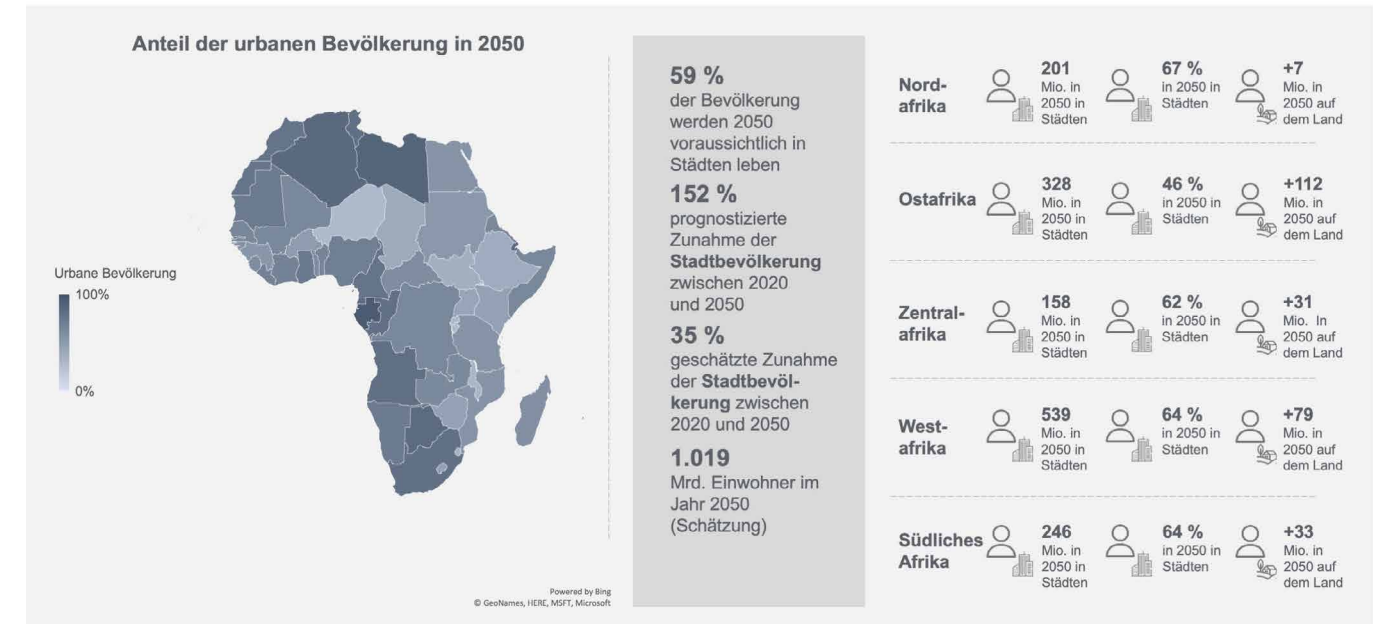 Anteil der urbanen Bevölkerung in 2050
Urbane Bevölkerung
100%
0%
Powered by Bing
© GeoNames, HERE, MSFT, Microsoft
59 %
der Bevölkerung
werden 2050
voraussichtlich in
Städten leben
152 %
prognostizierte
Zunahme der
Stadtbevölkerung
zwischen 2020
und 2050
35 %
geschätzte Zunahme
der Stadtbevöl-
kerung zwischen
2020 und 2050
1.019
Mrd. Einwohner im
Jahr 2050
(Schätzung)
Nord-
afrika
201
Mio. in
2050 in
Städten
67 %
in 2050 in
Städten
+7
Mio. in
2050 auf
dem Land
Ostafrika
328
Mio. in
2050 in
Städten
46 %
in 2050 in
Städten
+112
Mio. in
2050 auf
dem Land
Zentral-
afrika
158
Mio. in
2050 in
Städten
62 %
in 2050 in
Städten
+31
Mio. In
2050 auf
dem Land
West-
afrika
539
Mio. in
2050 in
Städten
64 %
in 2050 in
Städten
+79
Mio. in
2050 auf
dem Land
Südliches
Afrika
246
Mio. in
2050 in
Städten
64 %
in 2050 in
Städten
+33
Mio. in
2050 auf
dem Land